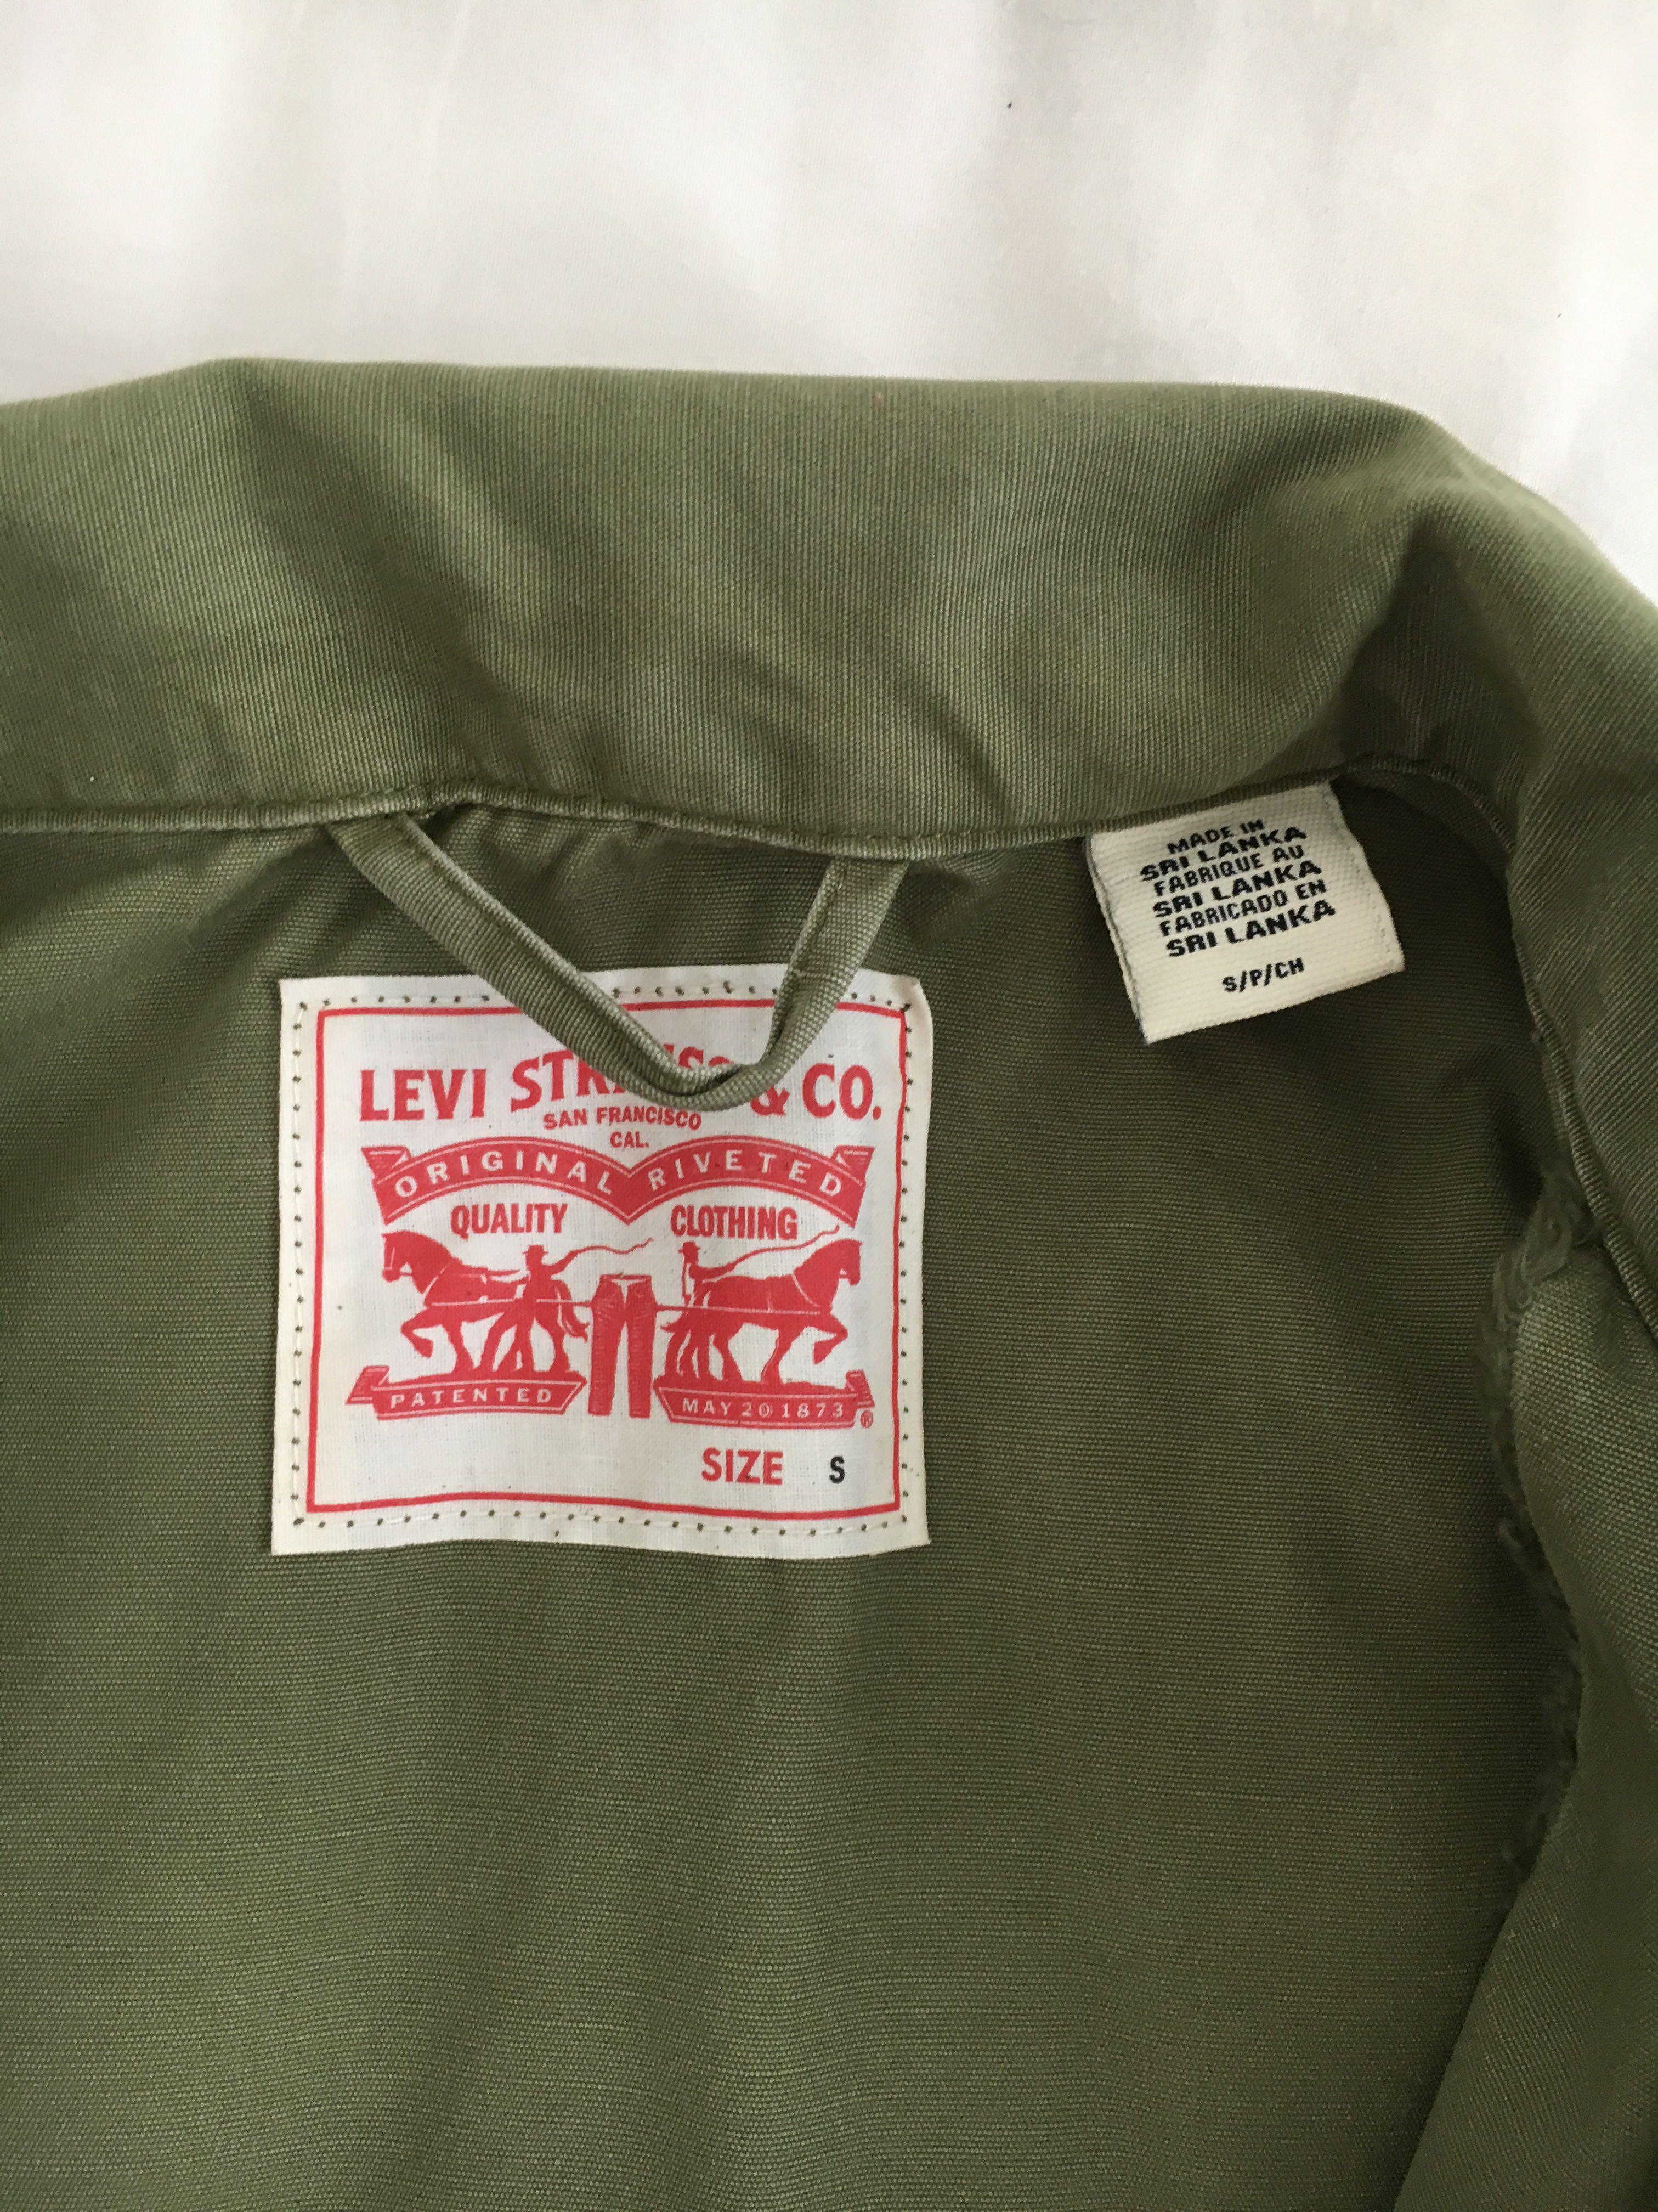 LEVI STRAUSS & CO.
SAN FRANCISCO
CAL.
ORIGINAL RIVETED
QUALITY CLOTHING
PATENTED MAY 20 1873 ®
SIZE S
MADE IN
SRI LANKA
FABRIQUE AU
SRI LANKA
FABRICADO EN
SRI LANKA
S/P/CH